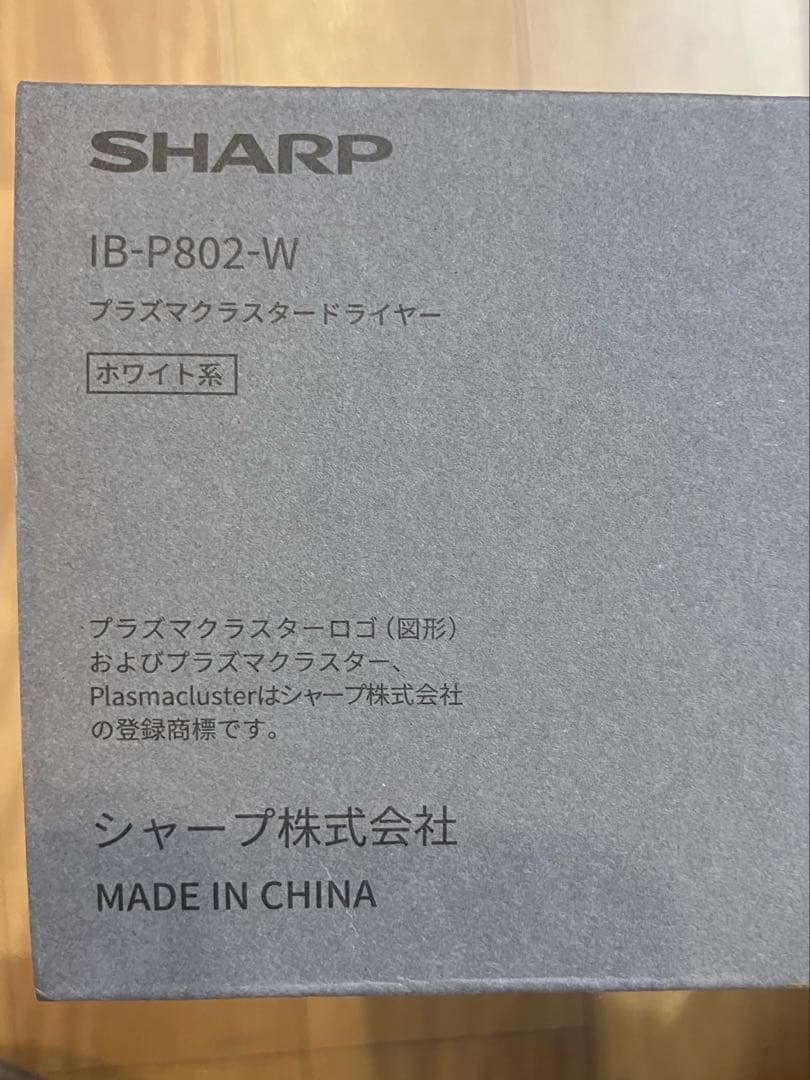 SHARP
IB-P802-W
プラズマクラスタードライヤー
ホワイト系
プラズマクラスターロゴ(図形)
およびプラズマクラスター、
Plasmaclusterはシャープ株式会社
の登録商標です。
シャープ株式会社
MADE IN CHINA